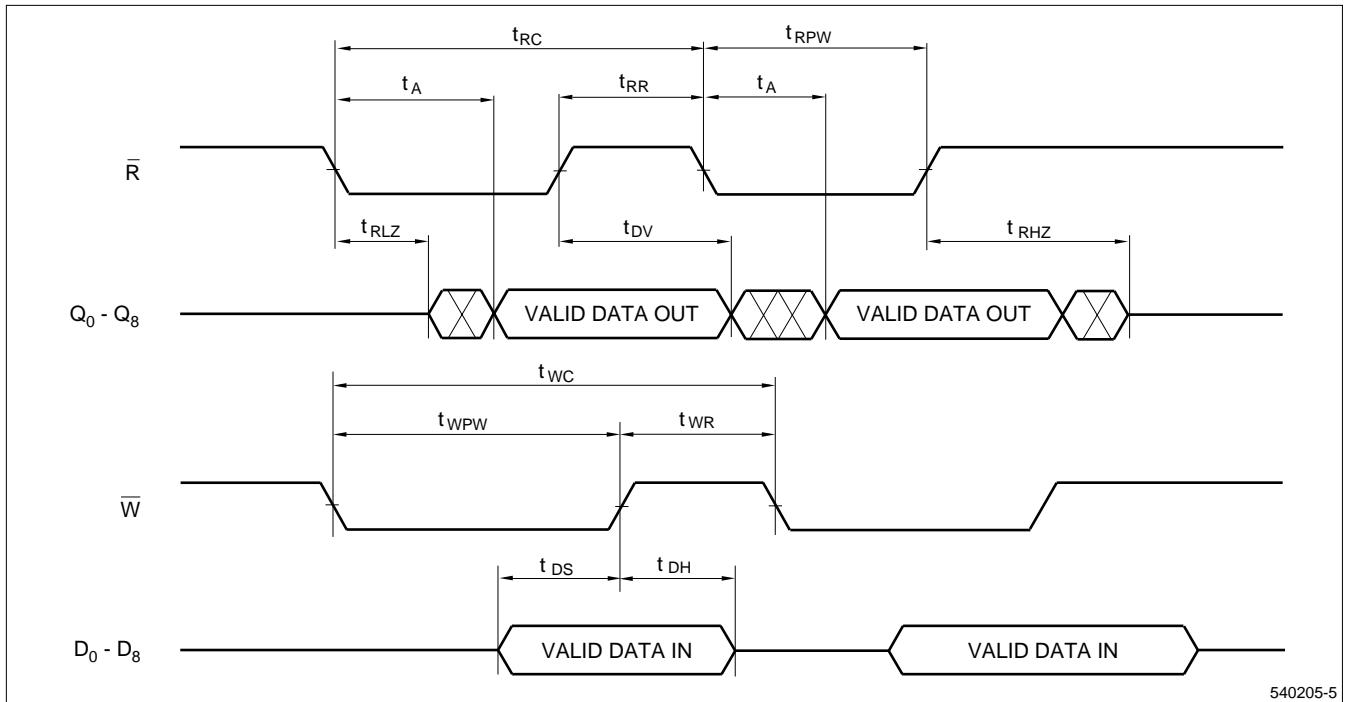 tRC
tRPW
tA
tRR
tA
R̅
tRLZ
tDV
tRHZ
Q0 - Q8
VALID DATA OUT
VALID DATA OUT
tWC
tWPW
tWR
W̅
tDS
tDH
D0 - D8
VALID DATA IN
VALID DATA IN
540205-5